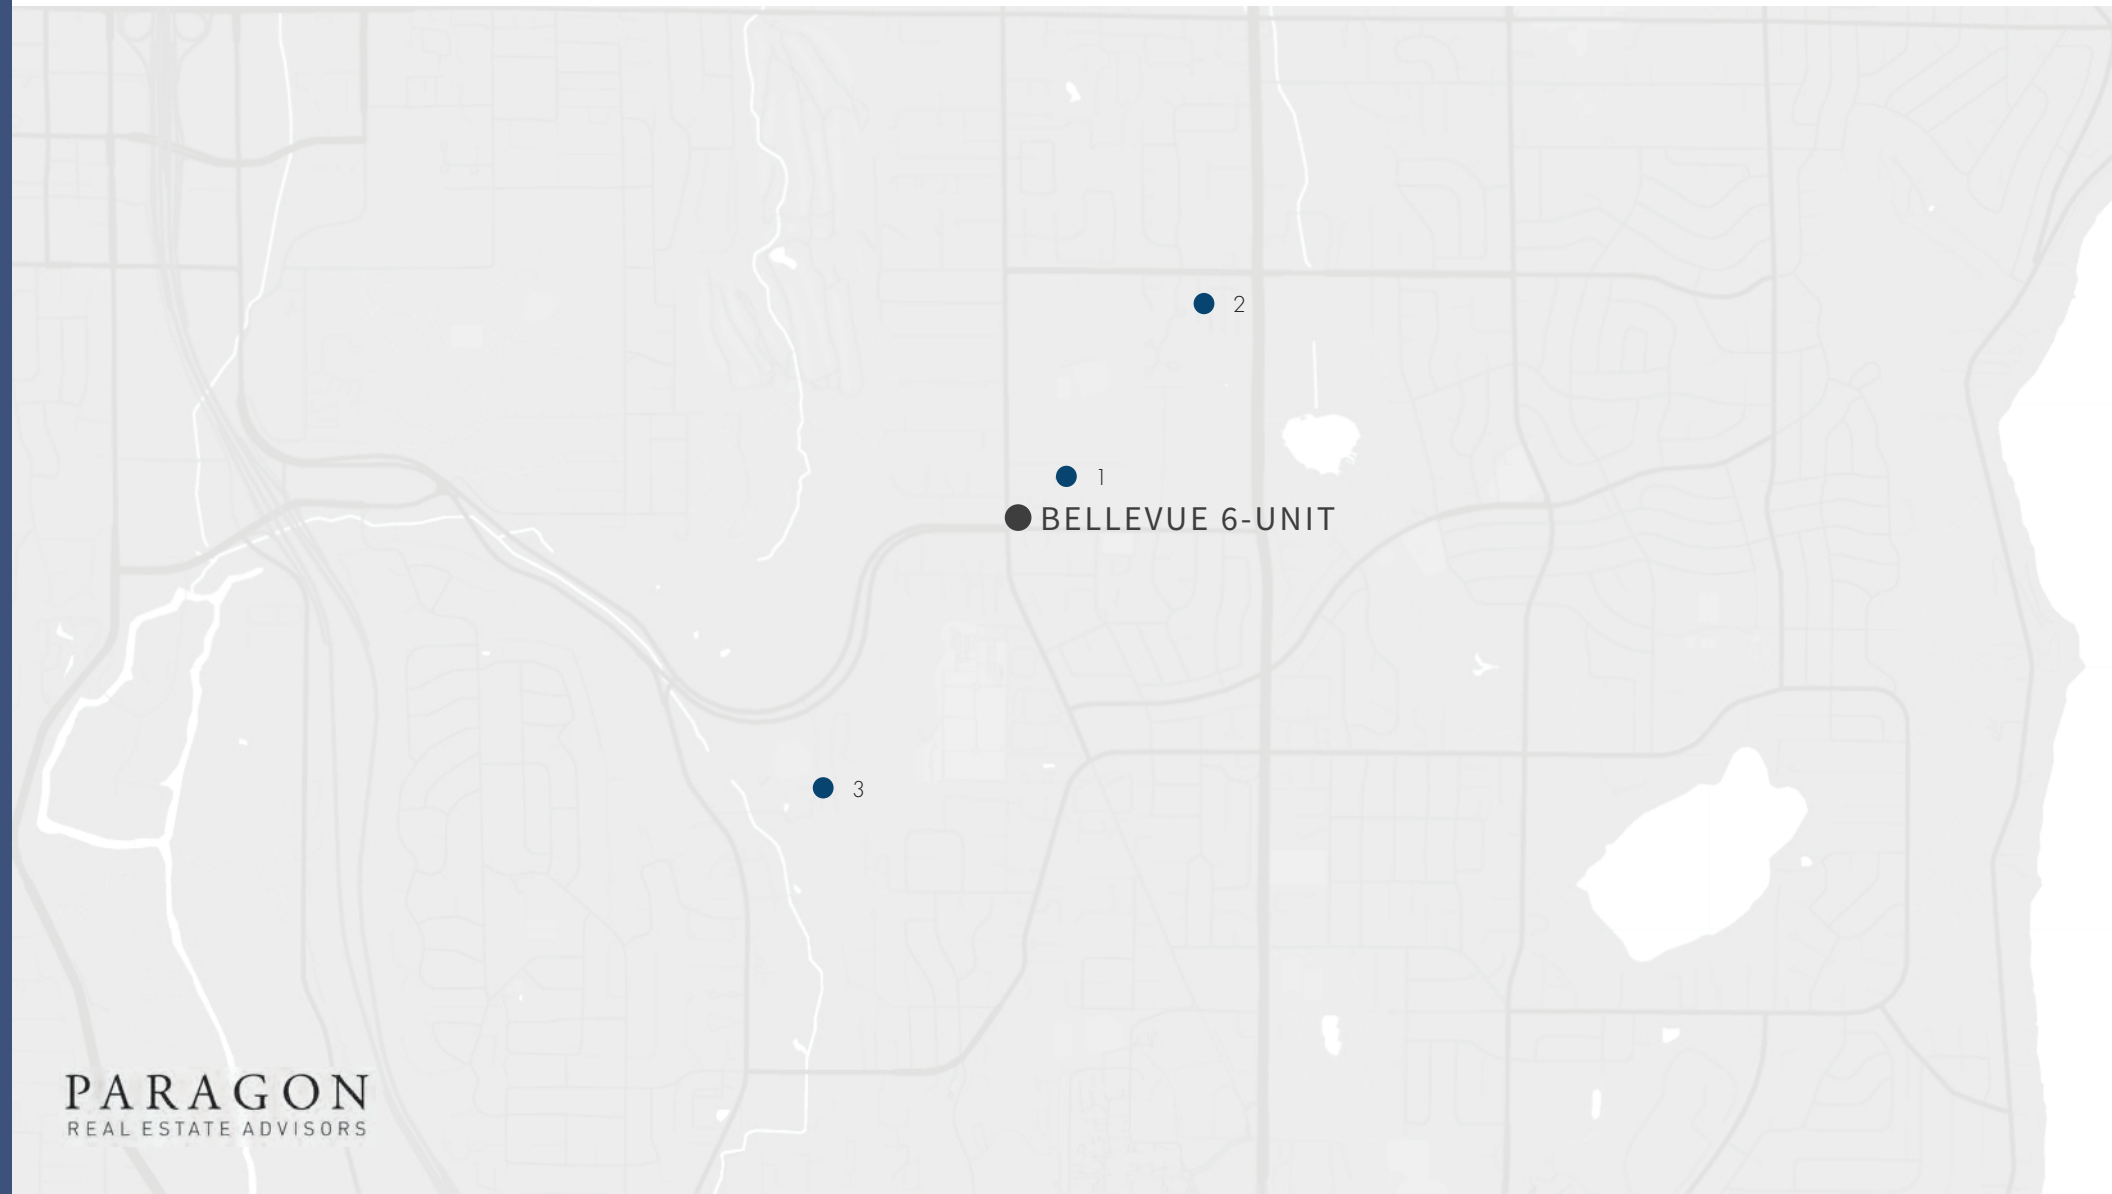 2
1
BELLEVUE 6-UNIT
3
PARAGON
REAL ESTATE ADVISORS